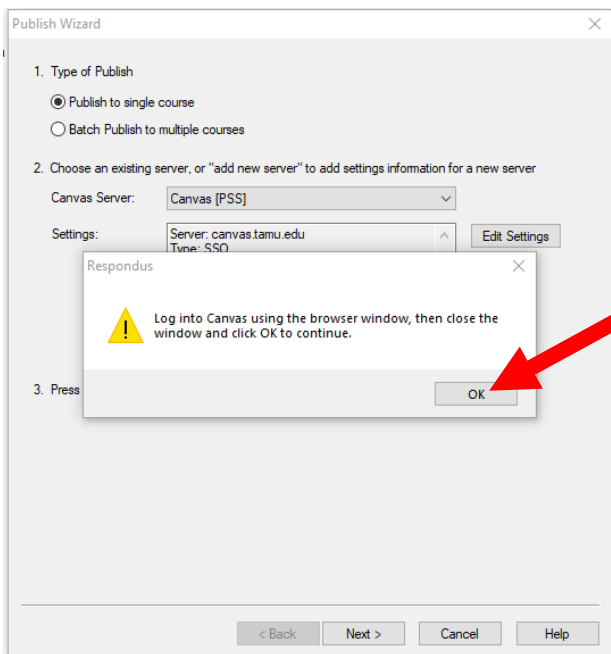 Publish Wizard
1. Type of Publish
Publish to single course
Batch Publish to multiple courses
2. Choose an existing server, or "add new server" to add settings information for a new server
Canvas Server: Canvas [PSS]
Settings: Server: canvas.tamu.edu Edit Settings
Type: SSO
Respondus
Log into Canvas using the browser window, then close the
window and click OK to continue.
OK
3. Press
< Back Next > Cancel Help